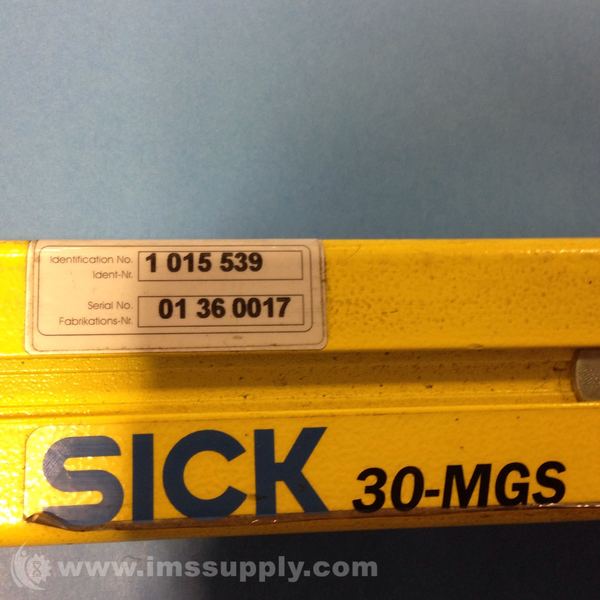 Identification No. 1 015 539
Ident-Nr.
Serial No. 01 36 0017
Fabrikations-Nr.
SICK 30-MGS
www.imssupply.com